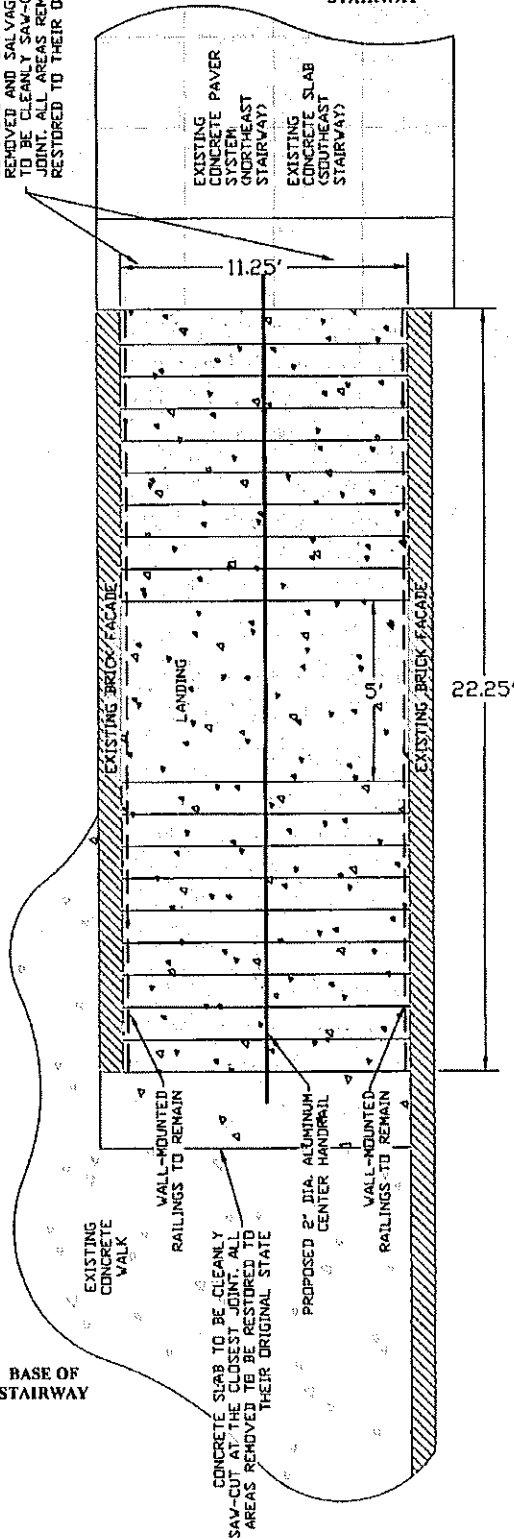 STAIRWAY
REMOVED AND SALVAG
TO BE CLEANLY SAW-C
JOINT. ALL AREAS REM
RESTORED TO THEIR O
EXISTING
CONCRETE PAVER
SYSTEM
(NORTHEAST
STAIRWAY)
EXISTING
CONCRETE SLAB
(SOUTHEAST
STAIRWAY)
11.25'
EXISTING BRICK FACADE
LANDING
5'
EXISTING BRICK FACADE
22.25'
EXISTING
CONCRETE
WALK
WALL-MOUNTED
RAILINGS TO REMAIN
PROPOSED 2" DIA. ALUMINUM
CENTER HANDRAIL
WALL-MOUNTED
RAILINGS TO REMAIN
BASE OF
STAIRWAY
CONCRETE SLAB TO BE CLEANLY
SAW-CUT AT THE CLOSEST JOINT. ALL
AREAS REMOVED TO BE RESTORED TO
THEIR ORIGINAL STATE